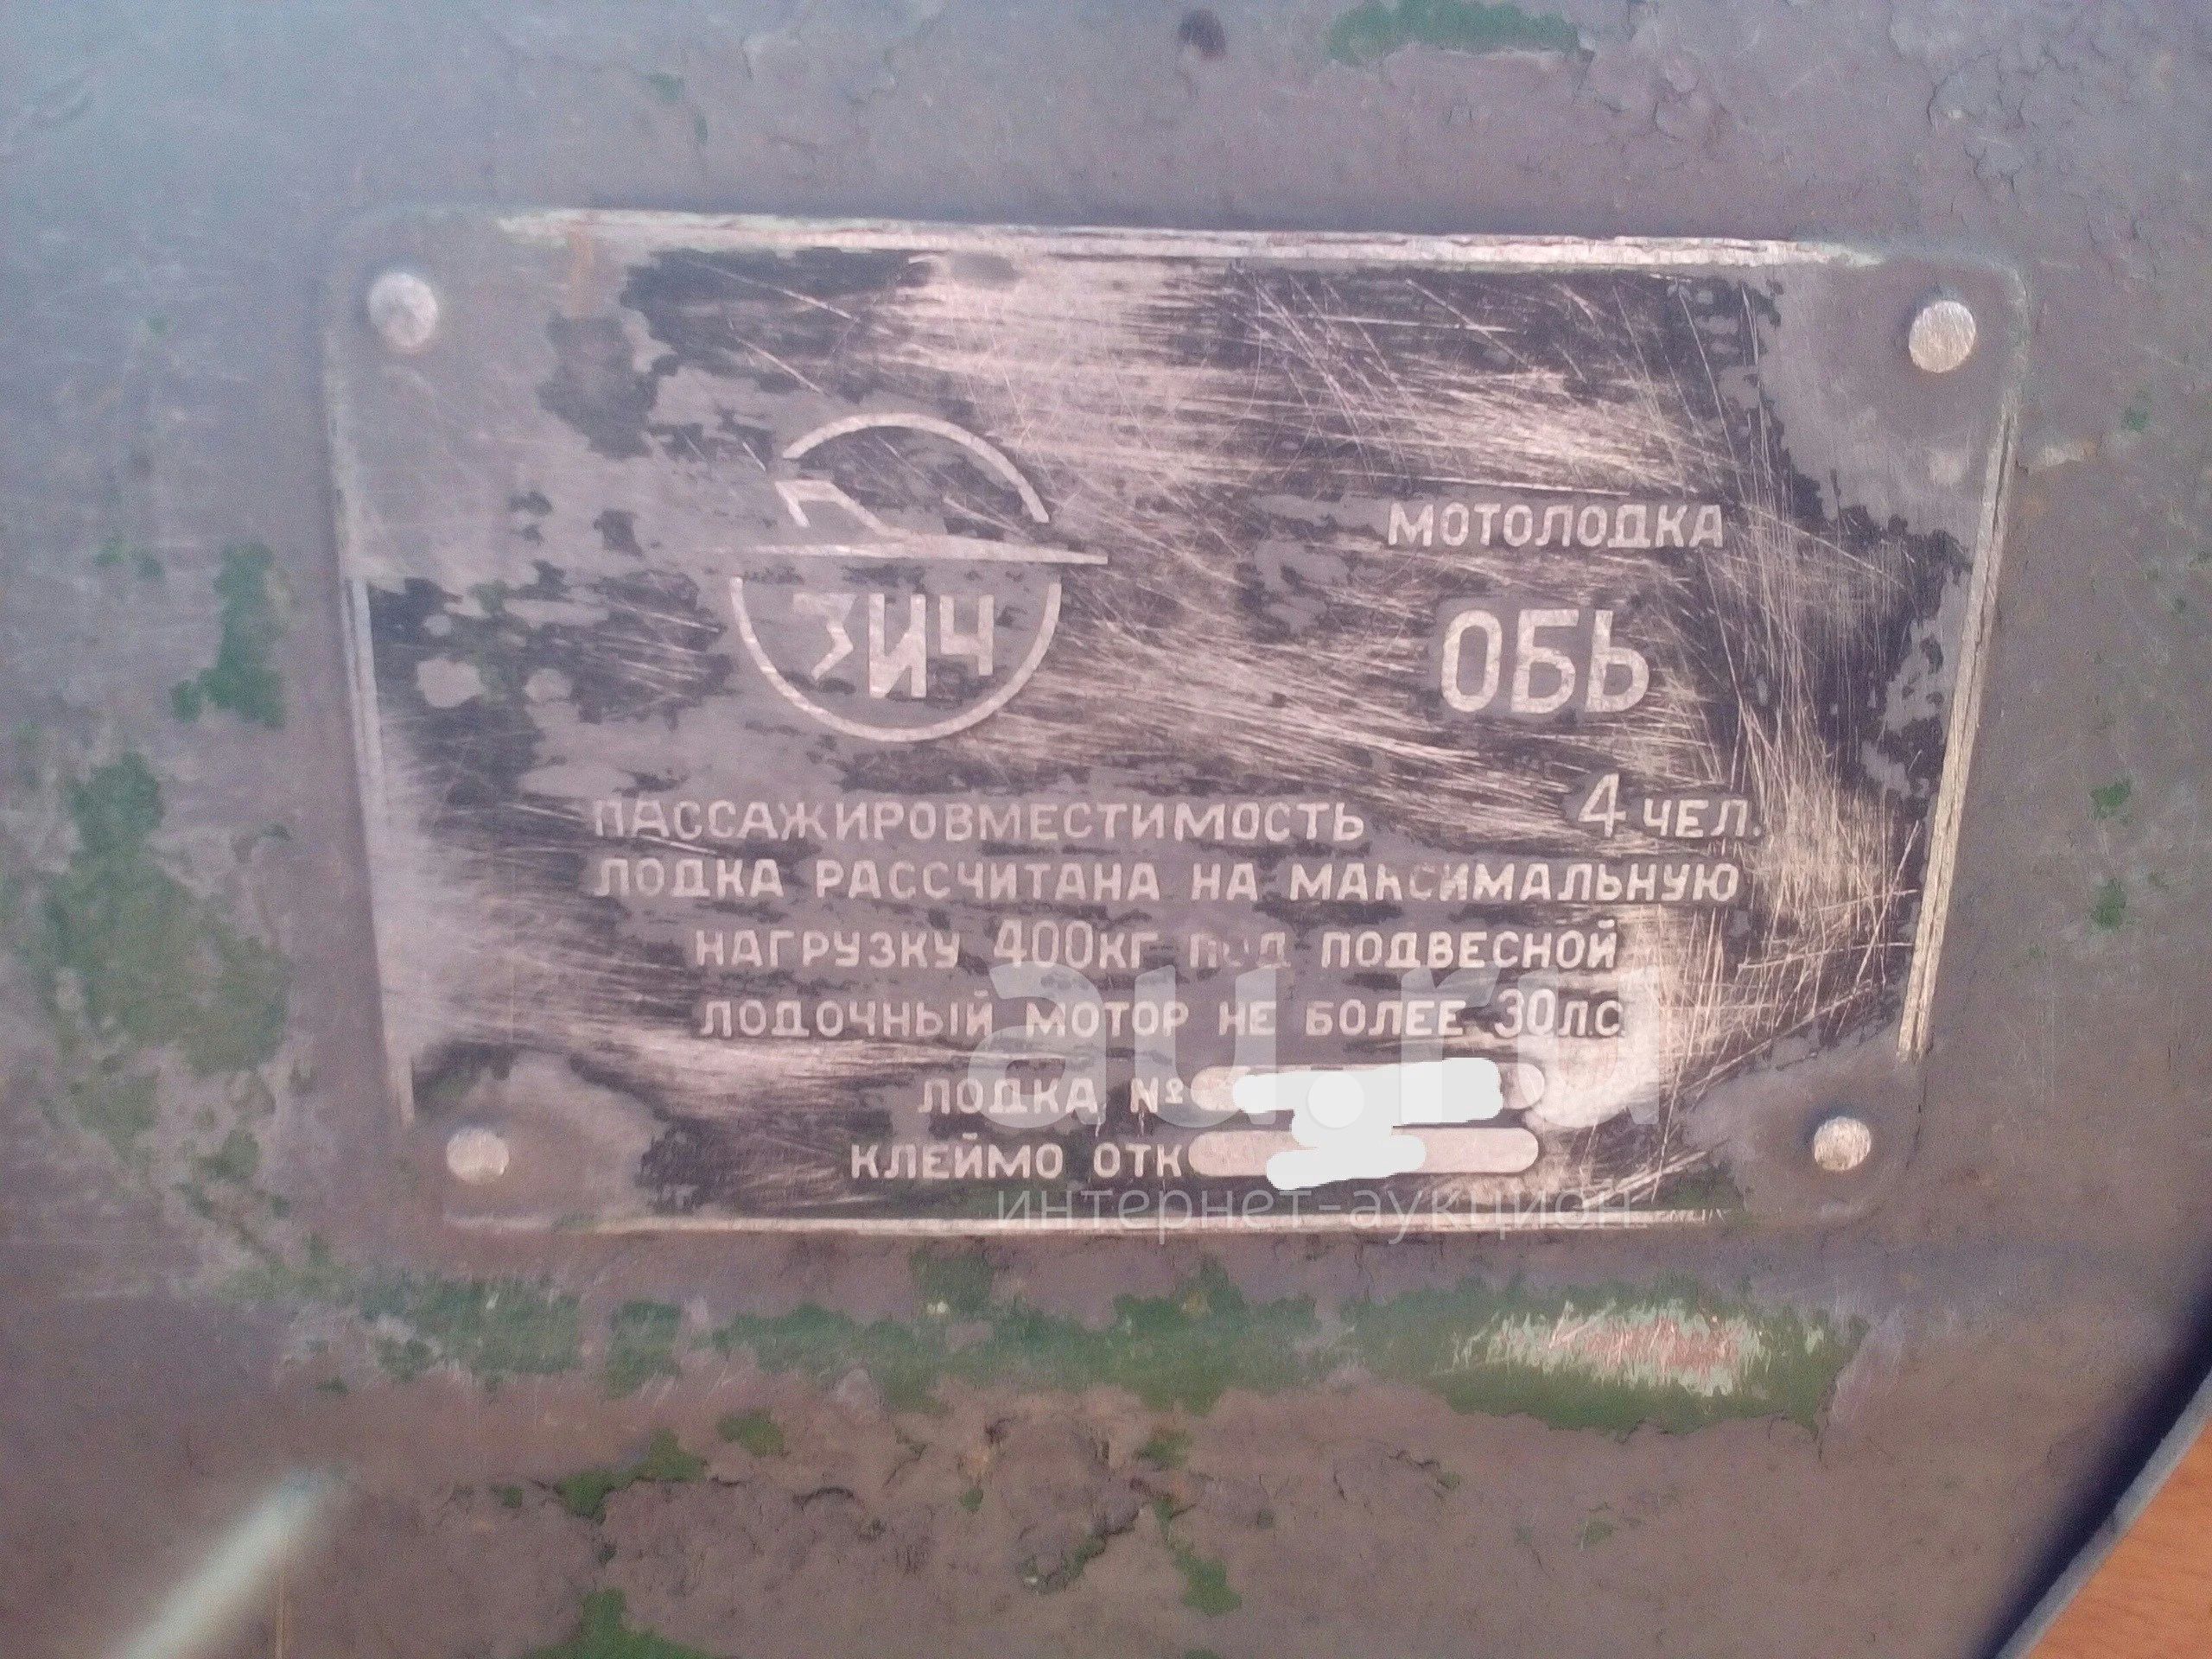 МОТОЛОДКА
ЗИЧ
ОБЬ
ПАССАЖИРОВМЕСТИМОСТЬ 4 ЧЕЛ.
ЛОДКА РАССЧИТАНА НА МАКСИМАЛЬНУЮ
НАГРУЗКУ 400КГ ПОД ПОДВЕСНОЙ
ЛОДОЧНЫЙ МОТОР НЕ БОЛЕЕ 30Л.С
ЛОДКА №
КЛЕЙМО ОТК
au.ru
интернет-аукцион